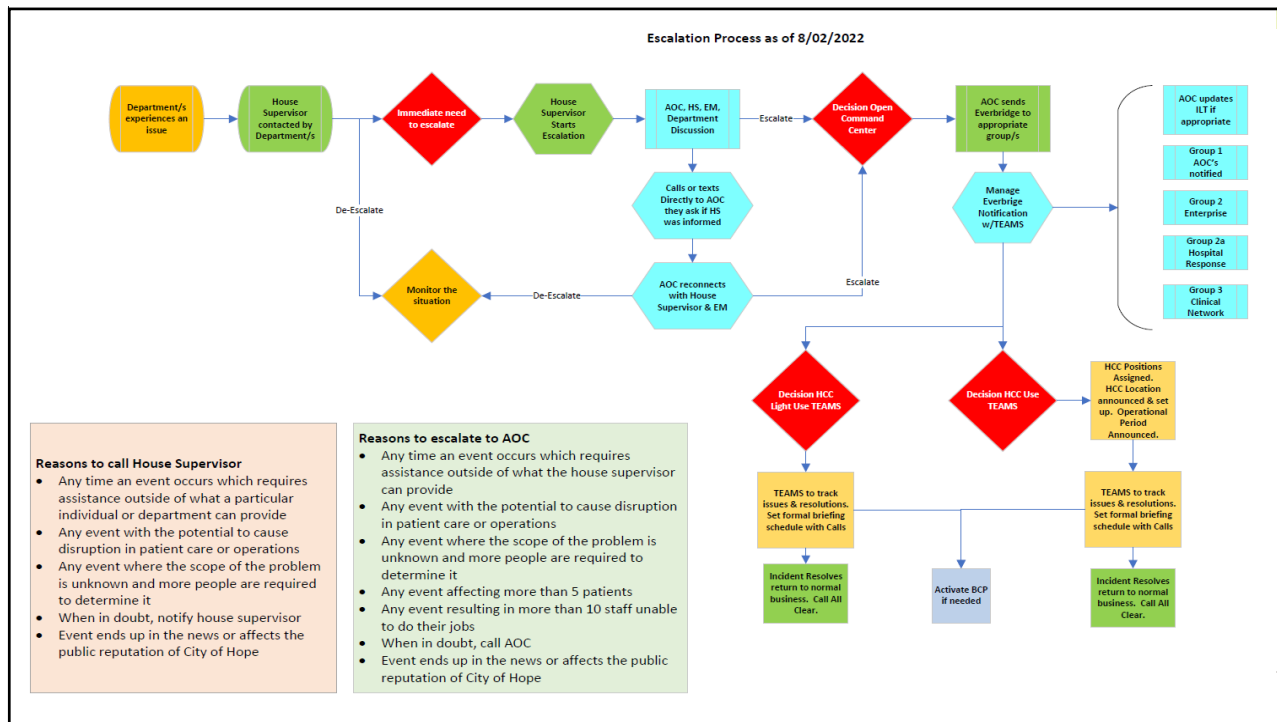 Escalation Process as of 8/02/2022
Department/s
experiences an
issue
House
Supervisor
contacted by
Department/s
Immediate need
to escalate
House
Supervisor
Starts
Escalation
AOC, HS, EM,
Department
Discussion
Escalate
Decision Open
Command
Center
AOC sends
Everbridge to
appropriate
group/s
AOC updates
ILT if
appropriate
Group 1
AOC's
notified
Group 2
Enterprise
Group 2a
Hospital
Response
Group 3
Clinical
Network
De-Escalate
Calls or texts
Directly to AOC
they ask if HS
was informed
Manage
Everbrige
Notification
w/TEAMS
Monitor the
situation
De-Escalate
AOC reconnects
with House
Supervisor & EM
Escalate
Decision HCC
Light Use TEAMS
Decision HCC Use
TEAMS
HCC Positions
Assigned.
HCC Location
announced & set
up. Operational
Period
Announced.
TEAMS to track
issues & resolutions.
Set formal briefing
schedule with Calls
TEAMS to track
issues & resolutions.
Set formal briefing
schedule with Calls
Incident Resolves
return to normal
business. Call All
Clear.
Activate BCP
if needed
Incident Resolves
return to normal
business. Call All
Clear.
Reasons to call House Supervisor
• Any time an event occurs which requires
assistance outside of what a particular
individual or department can provide
• Any event with the potential to cause
disruption in patient care or operations
• Any event where the scope of the problem
is unknown and more people are required
to determine it
• When in doubt, notify house supervisor
• Event ends up in the news or affects the
public reputation of City of Hope
Reasons to escalate to AOC
• Any time an event occurs which requires
assistance outside of what the house supervisor
can provide
• Any event with the potential to cause disruption
in patient care or operations
• Any event where the scope of the problem is
unknown and more people are required to
determine it
• Any event affecting more than 5 patients
• Any event resulting in more than 10 staff unable
to do their jobs
• When in doubt, call AOC
• Event ends up in the news or affects the public
reputation of City of Hope